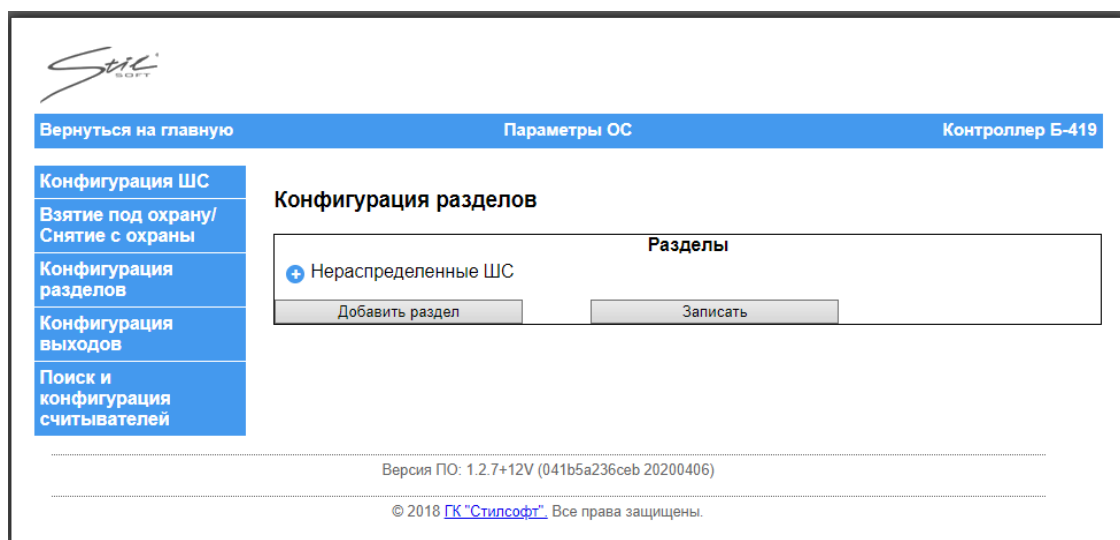 Stil
SOFT
Вернуться на главную
Параметры ОС
Контроллер Б-419
Конфигурация ШС
Взятие под охрану/
Снятие с охраны
Конфигурация
разделов
Конфигурация
выходов
Поиск и
конфигурация
считывателей
Конфигурация разделов
Разделы
Нераспределенные ШС
Добавить раздел
Записать
Версия ПО: 1.2.7+12V (041b5a236ceb 20200406)
© 2018 ГК "Стилсофт". Все права защищены.